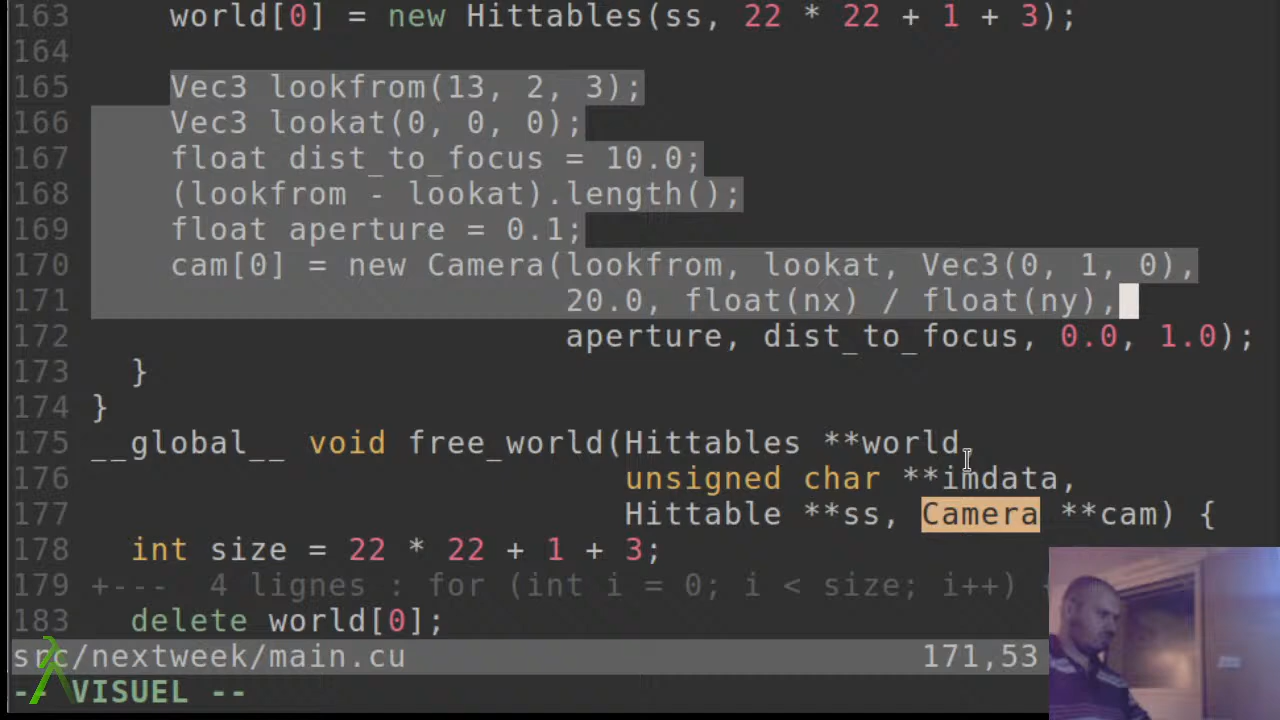 163 world[0] = new Hittables(ss, 22 * 22 + 1 + 3);
164
165 Vec3 lookfrom(13, 2, 3);
166 Vec3 lookat(0, 0, 0);
167 float dist_to_focus = 10.0;
168 (lookfrom - lookat).length();
169 float aperture = 0.1;
170 cam[0] = new Camera(lookfrom, lookat, Vec3(0, 1, 0),
171 20.0, float(nx) / float(ny),
172 aperture, dist_to_focus, 0.0, 1.0);
173 }
174 }
175 __global__ void free_world(Hittables **world,
176 unsigned char **imdata,
177 Hittable **ss, Camera **cam) {
178 int size = 22 * 22 + 1 + 3;
179 +--- 4 lignes : for (int i = 0; i < size; i++) {
183 delete world[0];
src/nextweek/main.cu 171,53
-- VISUEL --